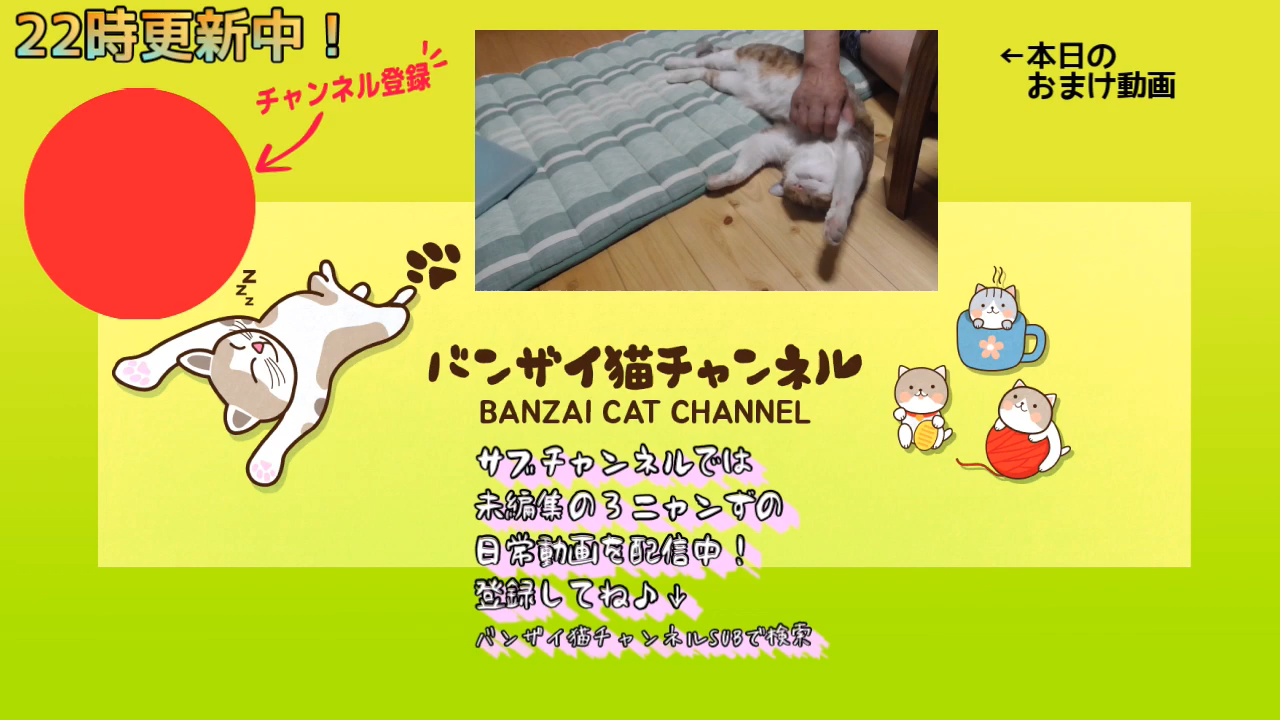 22時更新中！
チャンネル登録
←本日の
おまけ動画
zzz
バンザイ猫チャンネル
BANZAI CAT CHANNEL
サブチャンネルでは
未編集の３ニャンずの
日常動画を配信中！
登録してね♪↓
バンザイ猫チャンネルSUBで検索